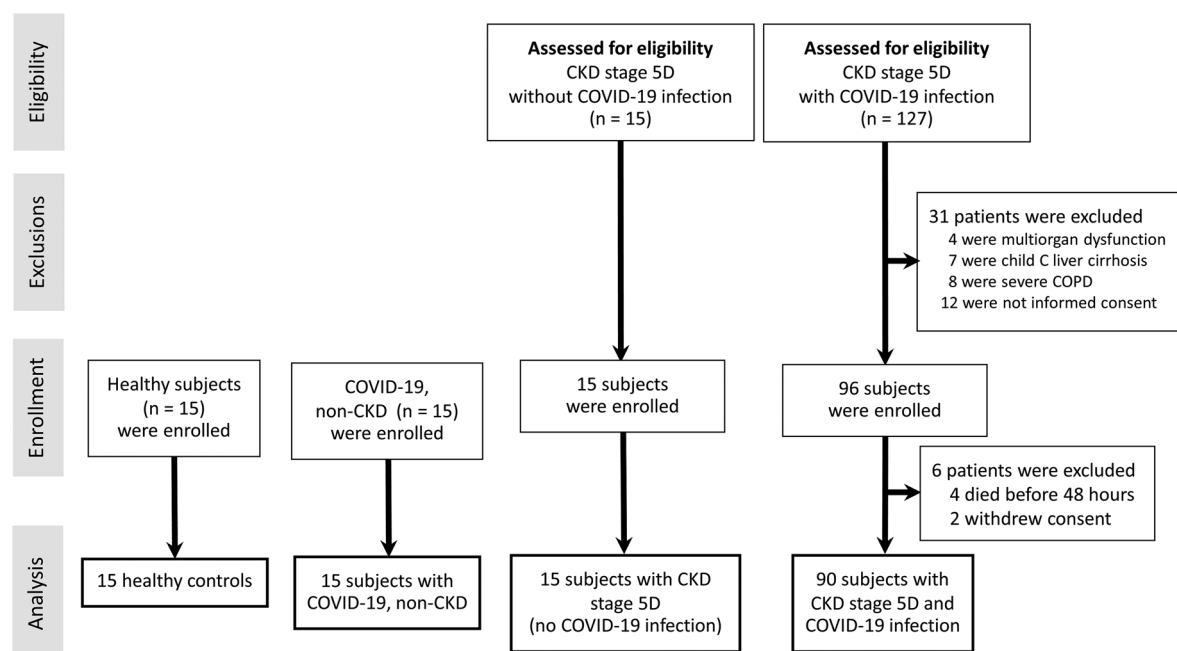 Eligibility
Assessed for eligibility
CKD stage 5D
without COVID-19 infection
(n = 15)
Assessed for eligibility
CKD stage 5D
with COVID-19 infection
(n = 127)
Exclusions
31 patients were excluded
4 were multiorgan dysfunction
7 were child C liver cirrhosis
8 were severe COPD
12 were not informed consent
Enrollment
Healthy subjects
(n = 15)
were enrolled
COVID-19,
non-CKD (n = 15)
were enrolled
15 subjects
were enrolled
96 subjects
were enrolled
6 patients were excluded
4 died before 48 hours
2 withdrew consent
Analysis
15 healthy controls
15 subjects with
COVID-19, non-CKD
15 subjects with CKD
stage 5D
(no COVID-19 infection)
90 subjects with
CKD stage 5D and
COVID-19 infection